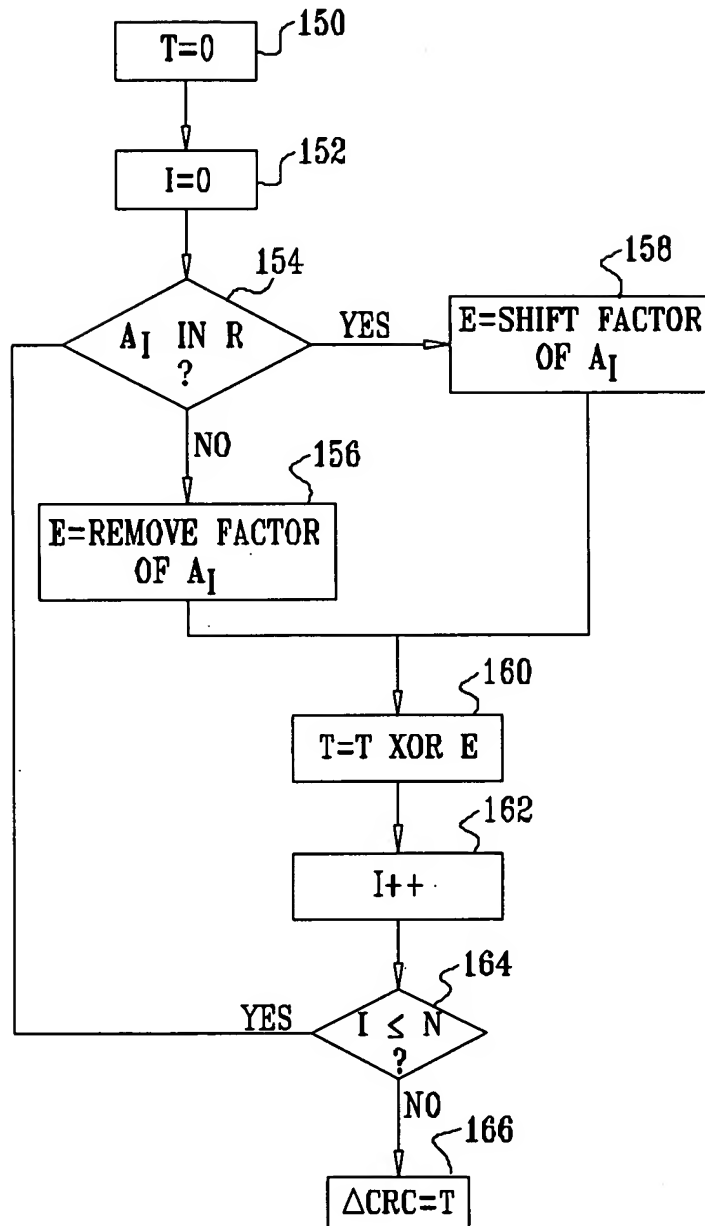 T=0
150
I=0
152
154
A_I IN R
?
YES
158
E=SHIFT FACTOR
OF A_I
NO
156
E=REMOVE FACTOR
OF A_I
160
T=T XOR E
162
I++
164
I ≤ N
?
YES
NO
166
ΔCRC=T